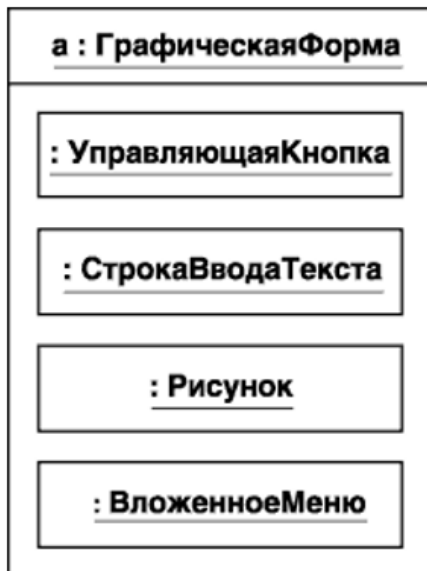 а : ГрафическаяФорма
: УправляющаяКнопка
: СтрокаВводаТекста
: Рисунок
: ВложенноеМеню